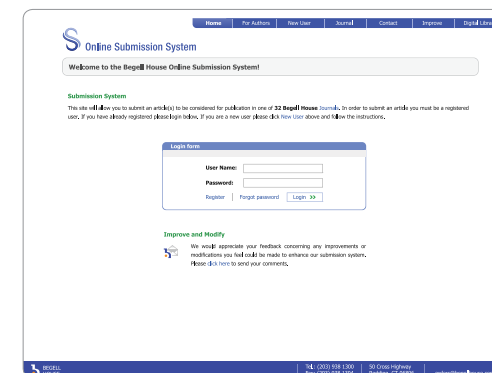 Home For Authors New User Journal Contact Improve Digital Libra
S Online Submission System
Welcome to the Begell House Online Submission System!
Submission System
This site will allow you to submit an article(s) to be considered for publication in one of 32 Begell House Journals. In order to submit an article you must be a registered
user. If you have already registered please login below. If you are a new user please click New User above and follow the instructions.
Login form
User Name:
Password:
Register | Forgot password Login >>
Improve and Modify
We would appreciate your feedback concerning any improvements or
modifications you feel could be made to enhance our submission system.
Please click here to send your comments.
BEGELL Tel.: (203) 938 1300 50 Cross Highway
HOUSE